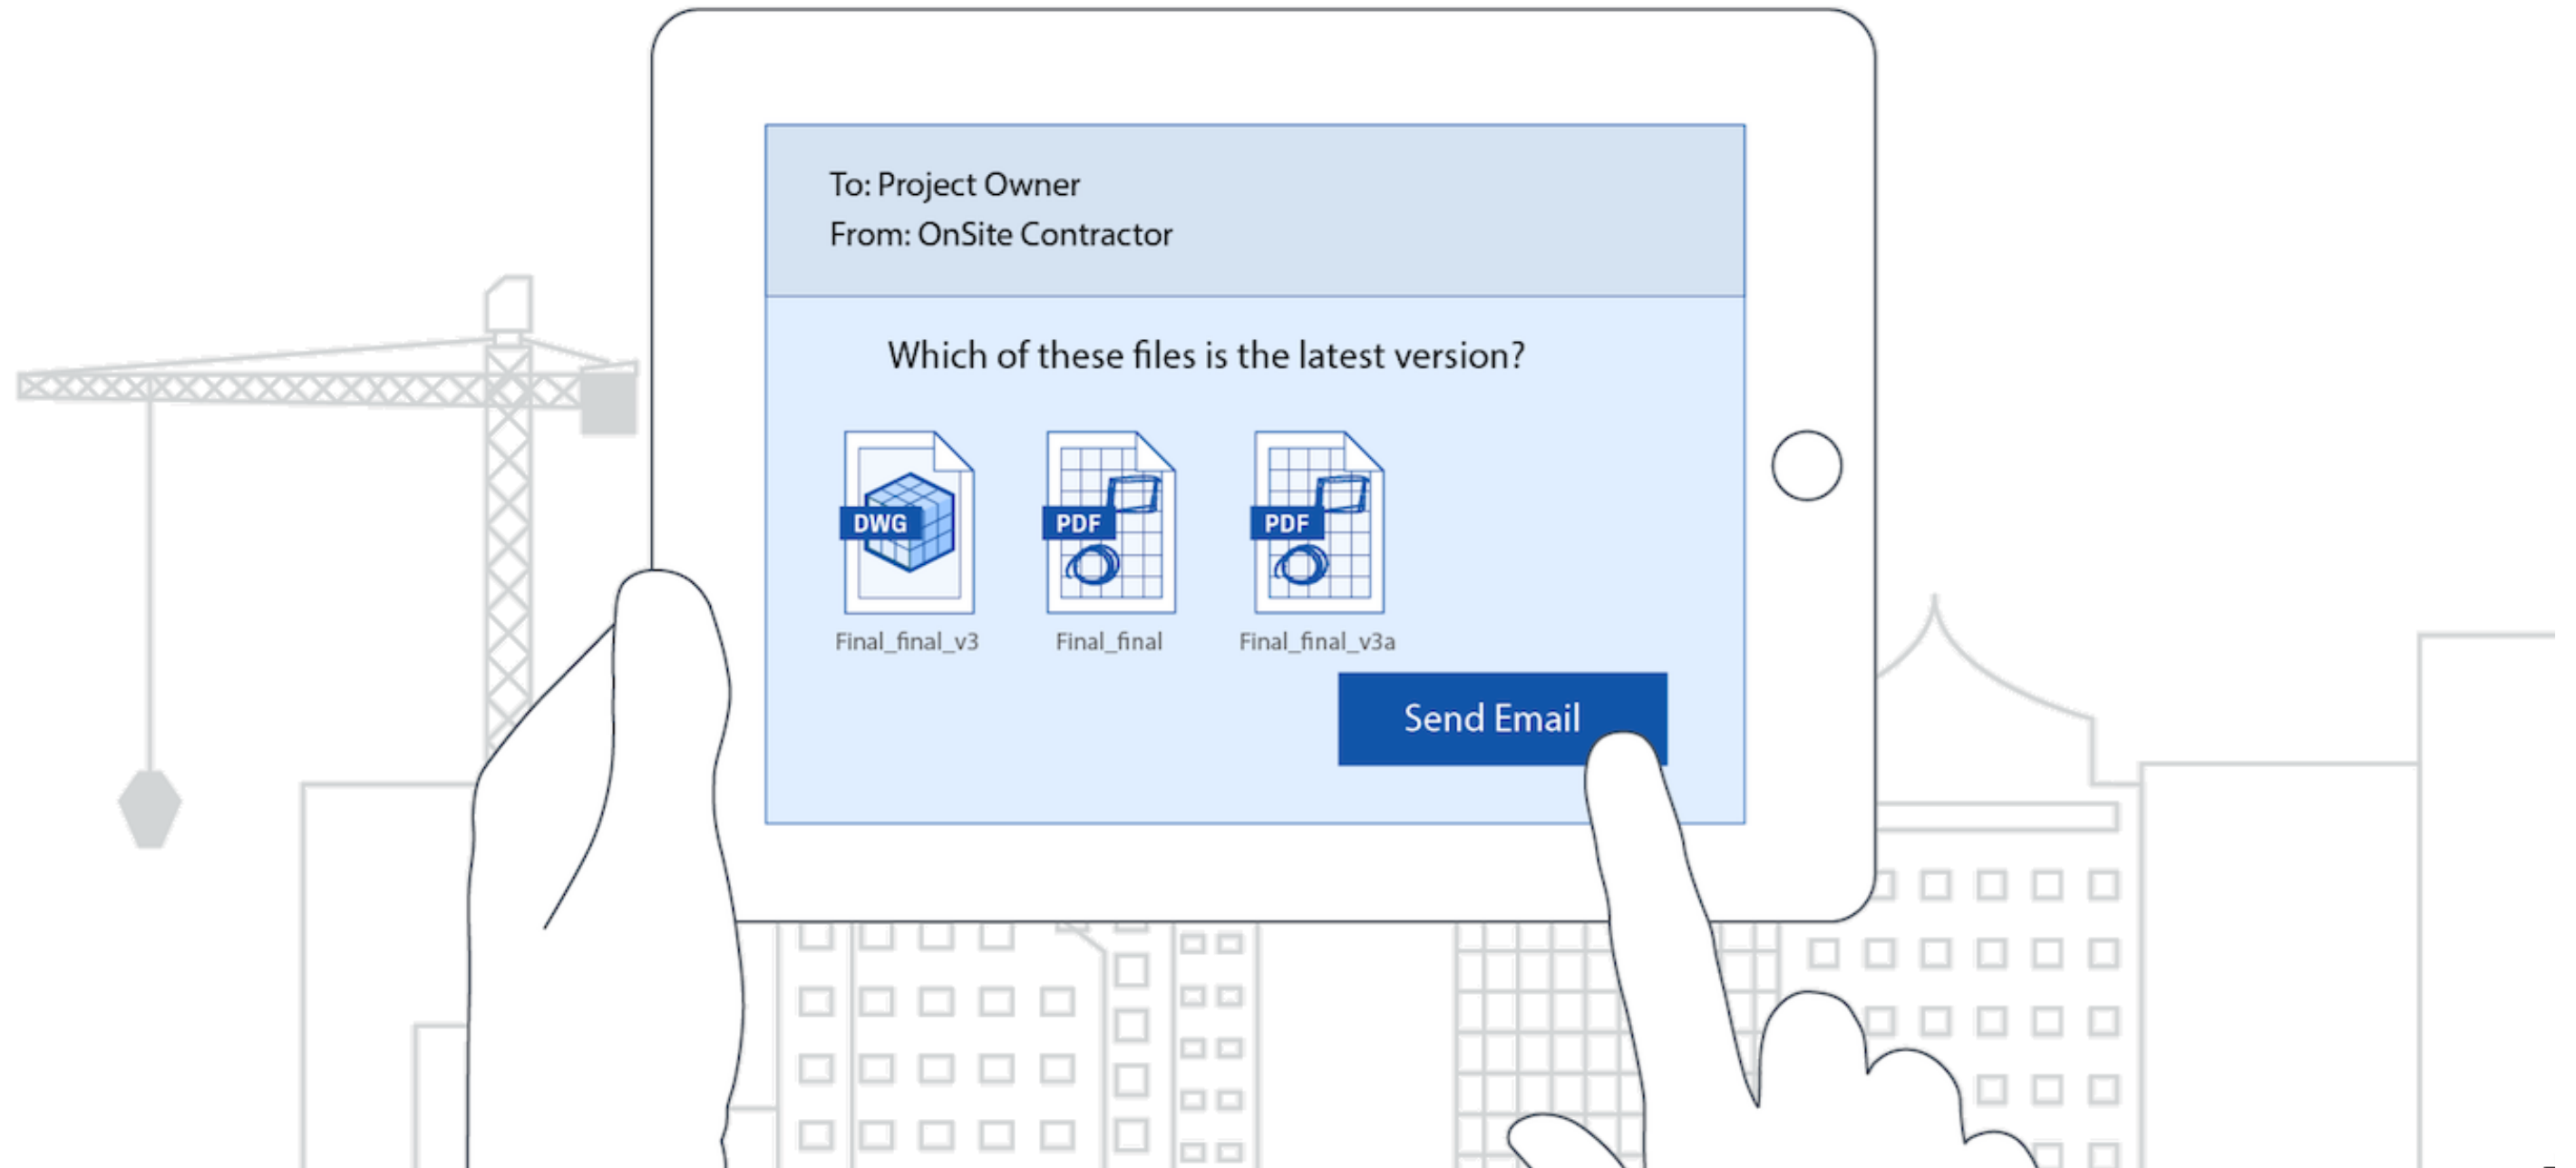 To: Project Owner
From: OnSite Contractor
Which of these files is the latest version?
DWG
PDF
PDF
Final_final_v3
Final_final
Final_final_v3a
Send Email